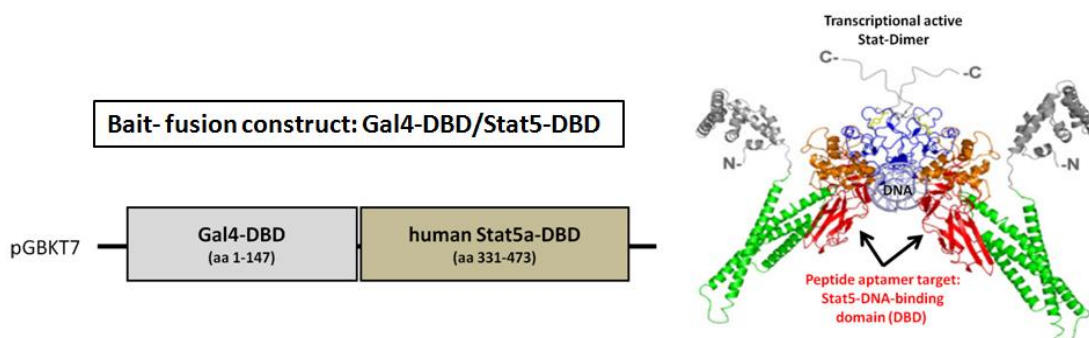 Bait- fusion construct: Gal4-DBD/Stat5-DBD
pGBKT7
Gal4-DBD
(aa 1-147)
human Stat5a-DBD
(aa 331-473)
Transcriptional active
Stat-Dimer
C-
-C
N-
-N
DNA
Peptide aptamer target:
Stat5-DNA-binding
domain (DBD)